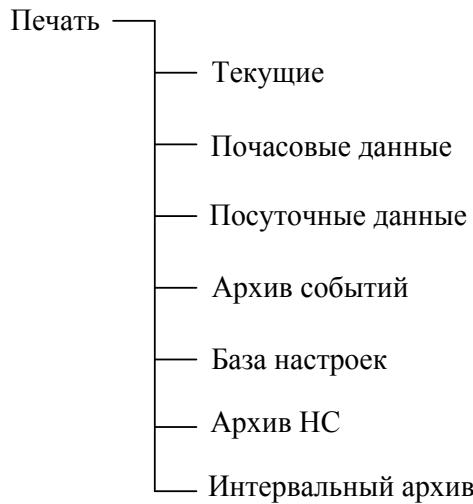 Печать
Текущие
Почасовые данные
Посуточные данные
Архив событий
База настроек
Архив НС
Интервальный архив